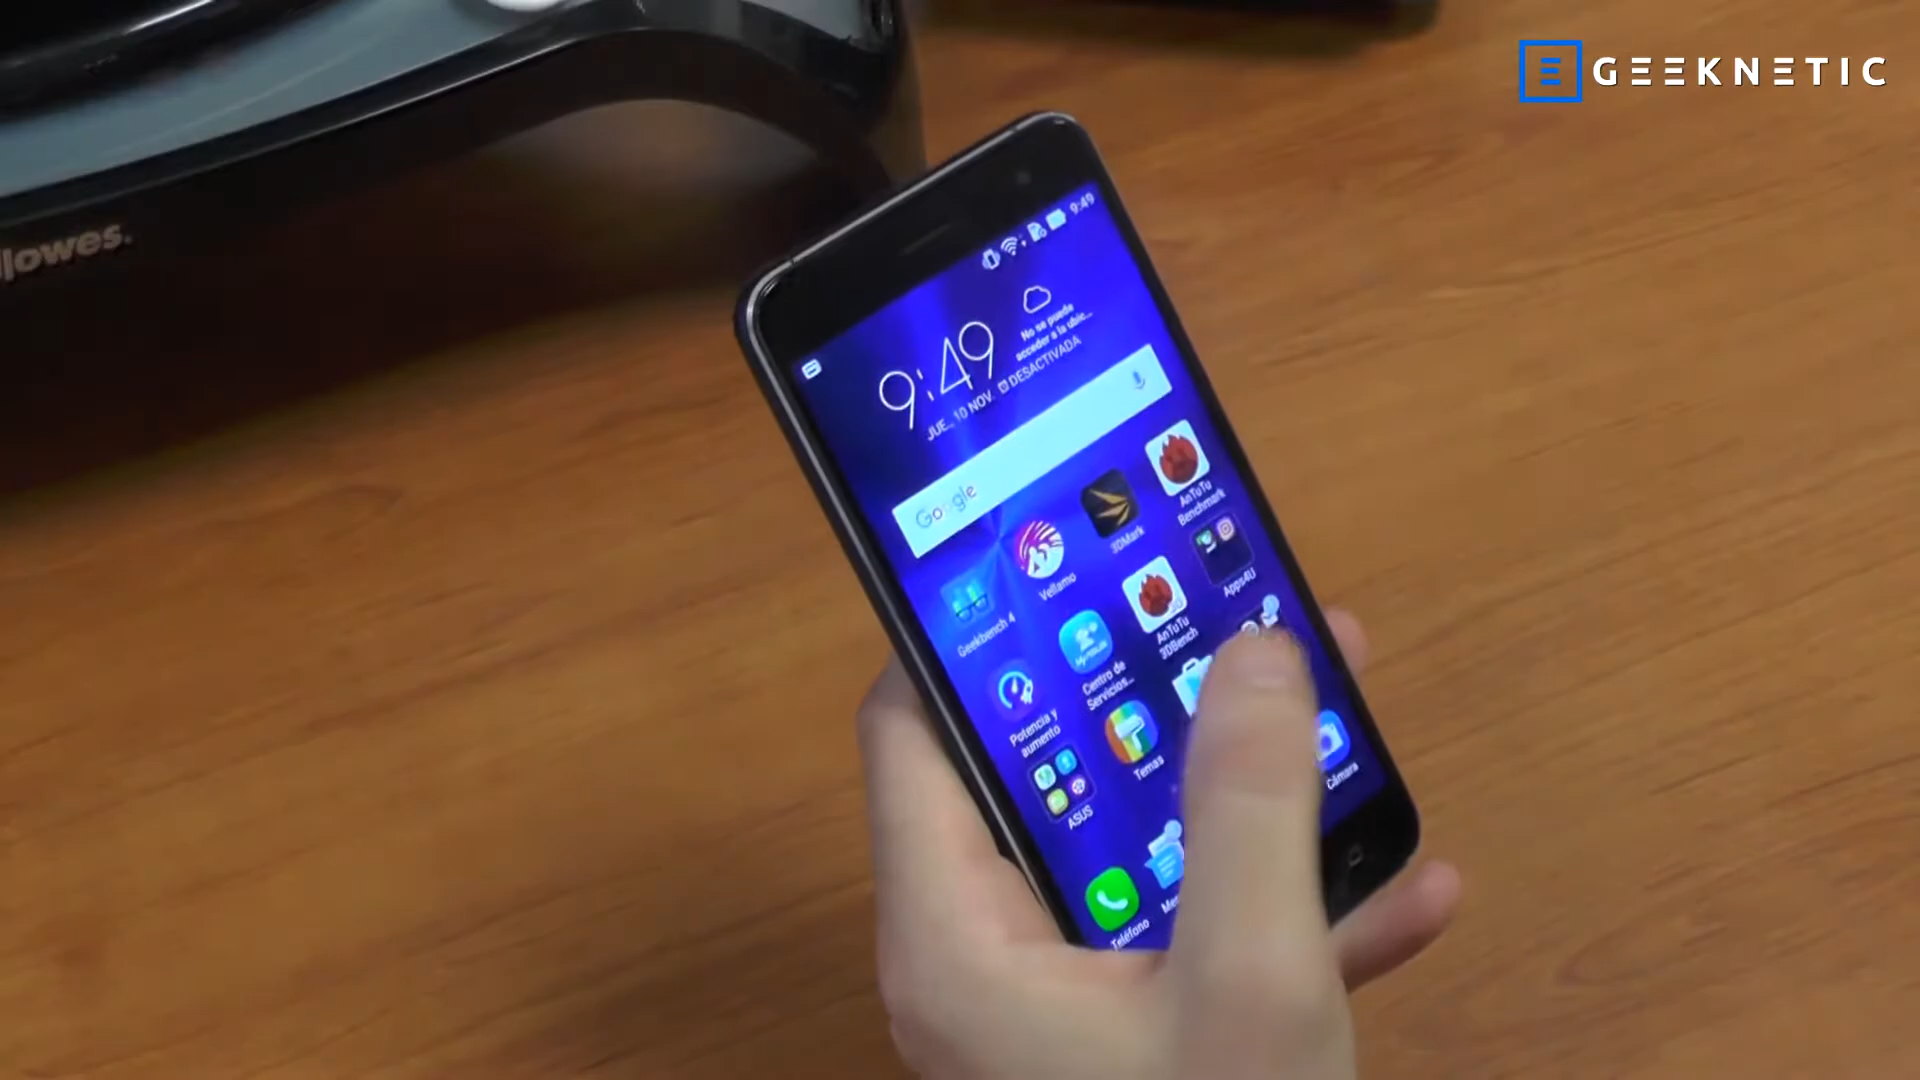 GEEKNETIC
llowes.
9:49
9:49
No se puede
acceder a la ubic...
JUE., 10 NOV.
DESACTIVADA
Google
AnTuTu
Benchmark
3DMark
Vellamo
Geekbench 4
Apps4U
AnTuTu
3DBench
Centro de
Servicios...
Potencia y
aumento
Cámara
Temas
ASUS
Teléfono